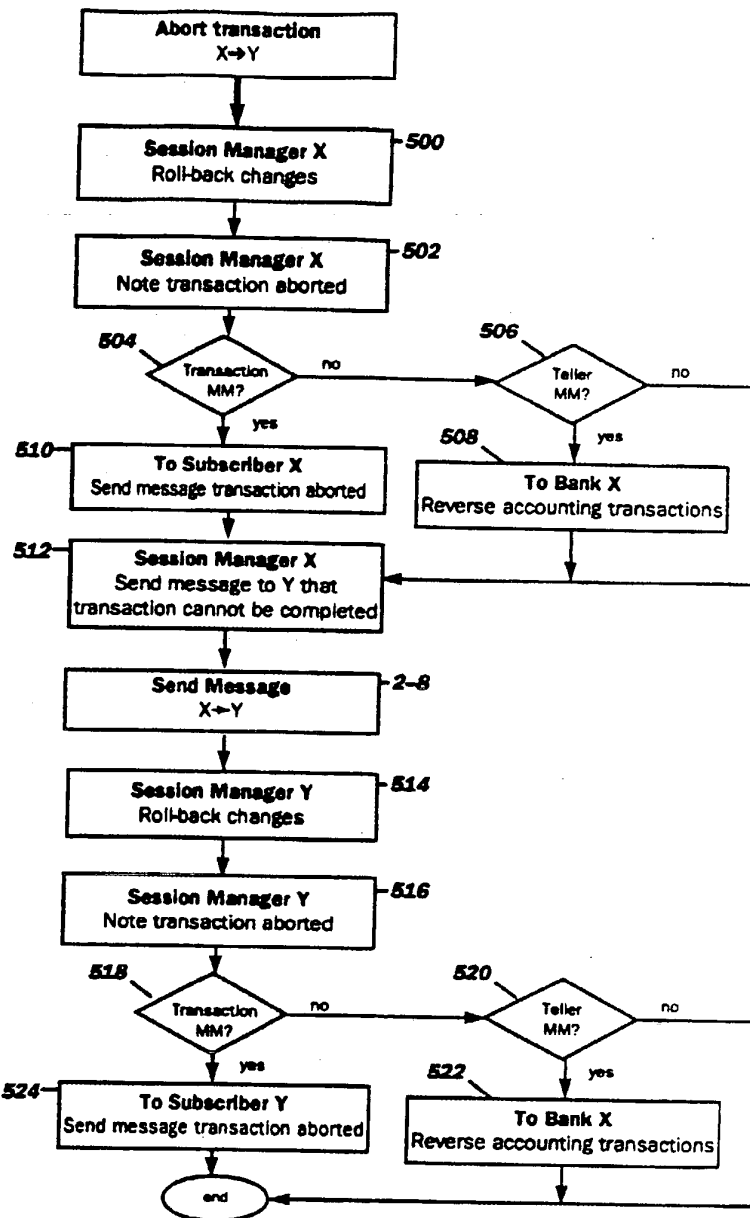 Abort transaction
X→Y
Session Manager X
Roll-back changes
500
Session Manager X
Note transaction aborted
502
504
Transaction
MM?
no
yes
506
Teller
MM?
no
yes
510
To Subscriber X
Send message transaction aborted
508
To Bank X
Reverse accounting transactions
512
Session Manager X
Send message to Y that
transaction cannot be completed
Send Message
X→Y
2-8
Session Manager Y
Roll-back changes
514
Session Manager Y
Note transaction aborted
516
518
Transaction
MM?
no
yes
520
Teller
MM?
no
yes
524
To Subscriber Y
Send message transaction aborted
522
To Bank X
Reverse accounting transactions
end